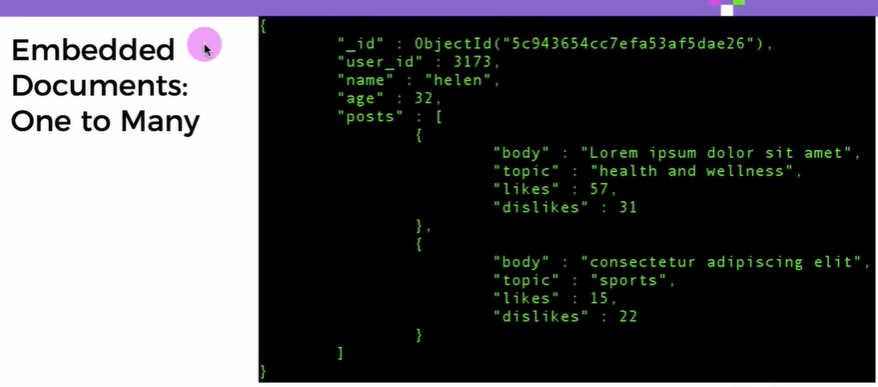 Embedded
Documents:
One to Many
{
"_id" : ObjectId("5c943654cc7efa53af5dae26"),
"user_id" : 3173,
"name" : "helen",
"age" : 32,
"posts" : [
{
"body" : "Lorem ipsum dolor sit amet",
"topic" : "health and wellness",
"likes" : 57,
"dislikes" : 31
},
{
"body" : "consectetur adipiscing elit",
"topic" : "sports",
"likes" : 15,
"dislikes" : 22
}
]
}